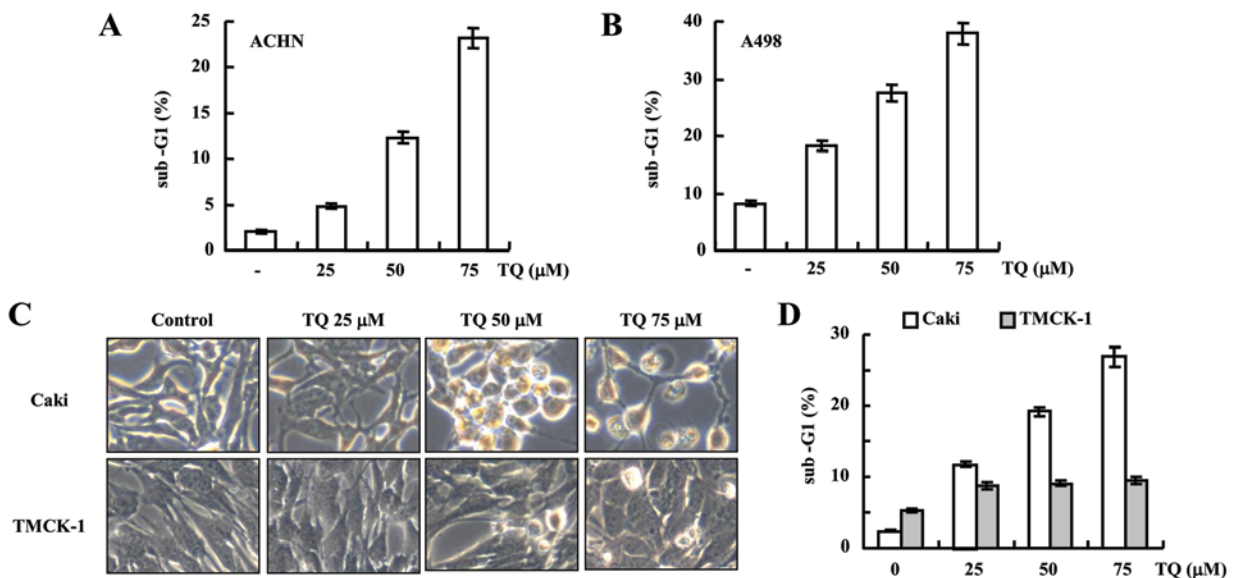 A
ACHN
sub -G1 (%)
25
20
15
10
5
0
- 25 50 75 TQ (μM)
B
A498
sub -G1 (%)
40
30
20
10
0
- 25 50 75 TQ (μM)
C
Control TQ 25 μM TQ 50 μM TQ 75 μM
Caki
TMCK-1
D
Caki TMCK-1
sub -G1 (%)
30
20
10
0
0 25 50 75 TQ (μM)